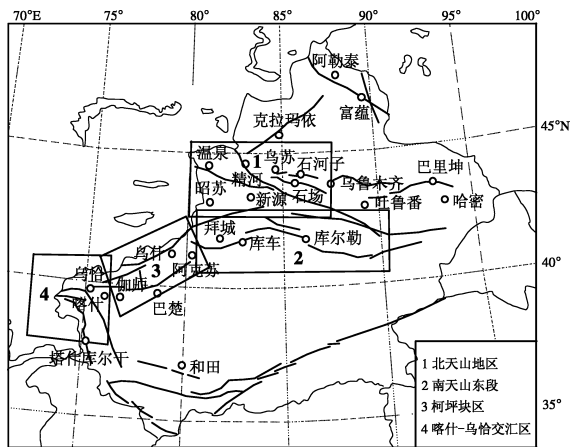 70°E
75°
80°
85°
90°
95°
100°
阿勒泰
富蕴
克拉玛依
45°N
温泉
1
乌苏
石河子
精河
乌鲁木齐
巴里坤
昭苏
新源
石场
吐鲁番
哈密
拜城
库车
库尔勒
2
乌什
3
阿克苏
40°
4
乌恰
喀什
伽师
巴楚
塔什库尔干
和田
35°
1 北天山地区
2 南天山东段
3 柯坪块区
4 喀什-乌恰交汇区